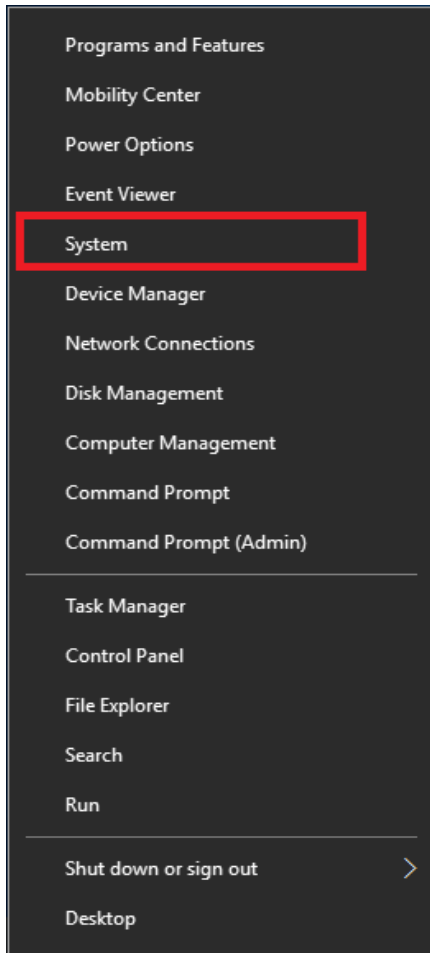 Programs and Features
Mobility Center
Power Options
Event Viewer
System
Device Manager
Network Connections
Disk Management
Computer Management
Command Prompt
Command Prompt (Admin)
Task Manager
Control Panel
File Explorer
Search
Run
Shut down or sign out
Desktop